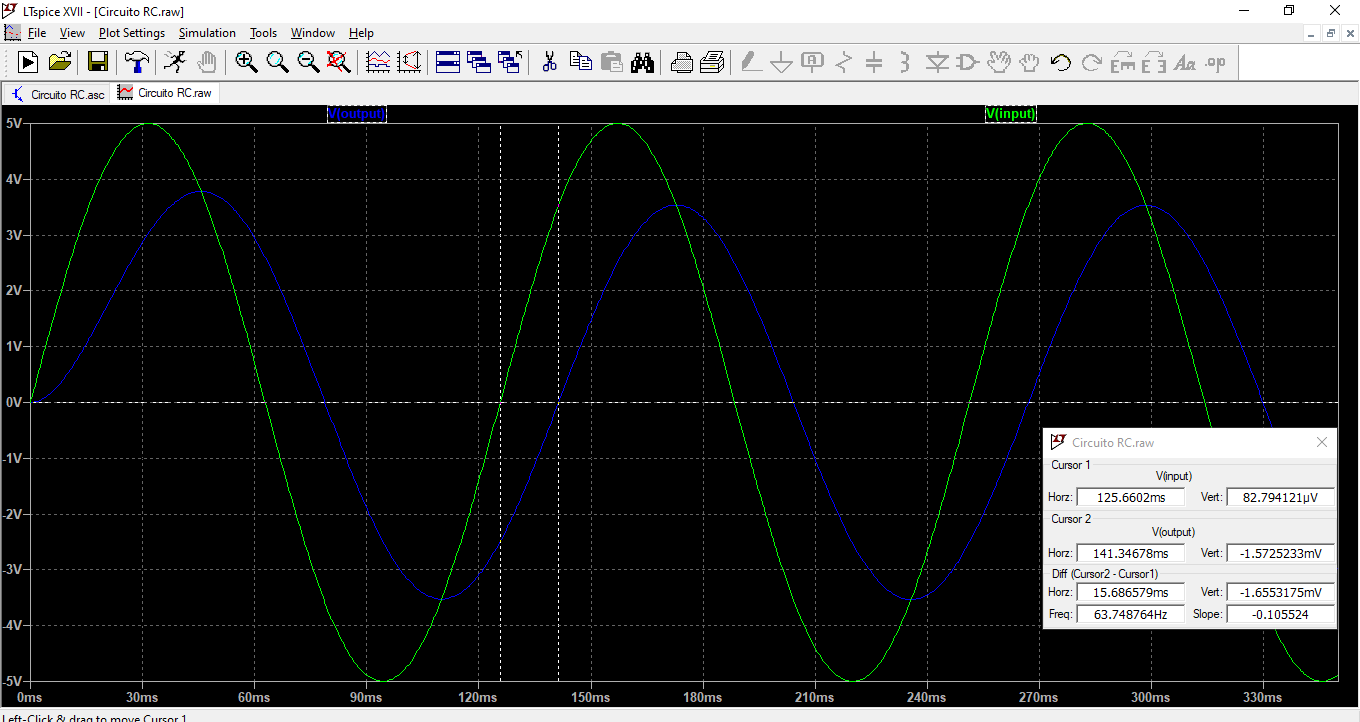 LTspice XVII - [Circuito RC.raw]
File View Plot Settings Simulation Tools Window Help
Circuito RC.asc Circuito RC.raw
V(output) V(input)
5V
4V
3V
2V
1V
0V
-1V
-2V
-3V
-4V
-5V
0ms 30ms 60ms 90ms 120ms 150ms 180ms 210ms 240ms 270ms 300ms 330ms
Circuito RC.raw
Cursor 1
V(input)
Horz: 125.6602ms Vert: 82.794121µV
Cursor 2
V(output)
Horz: 141.34678ms Vert: -1.5725233mV
Diff (Cursor2 - Cursor1)
Horz: 15.686579ms Vert: -1.6553175mV
Freq: 63.748764Hz Slope: -0.105524
Left-Click & drag to move Cursor 1